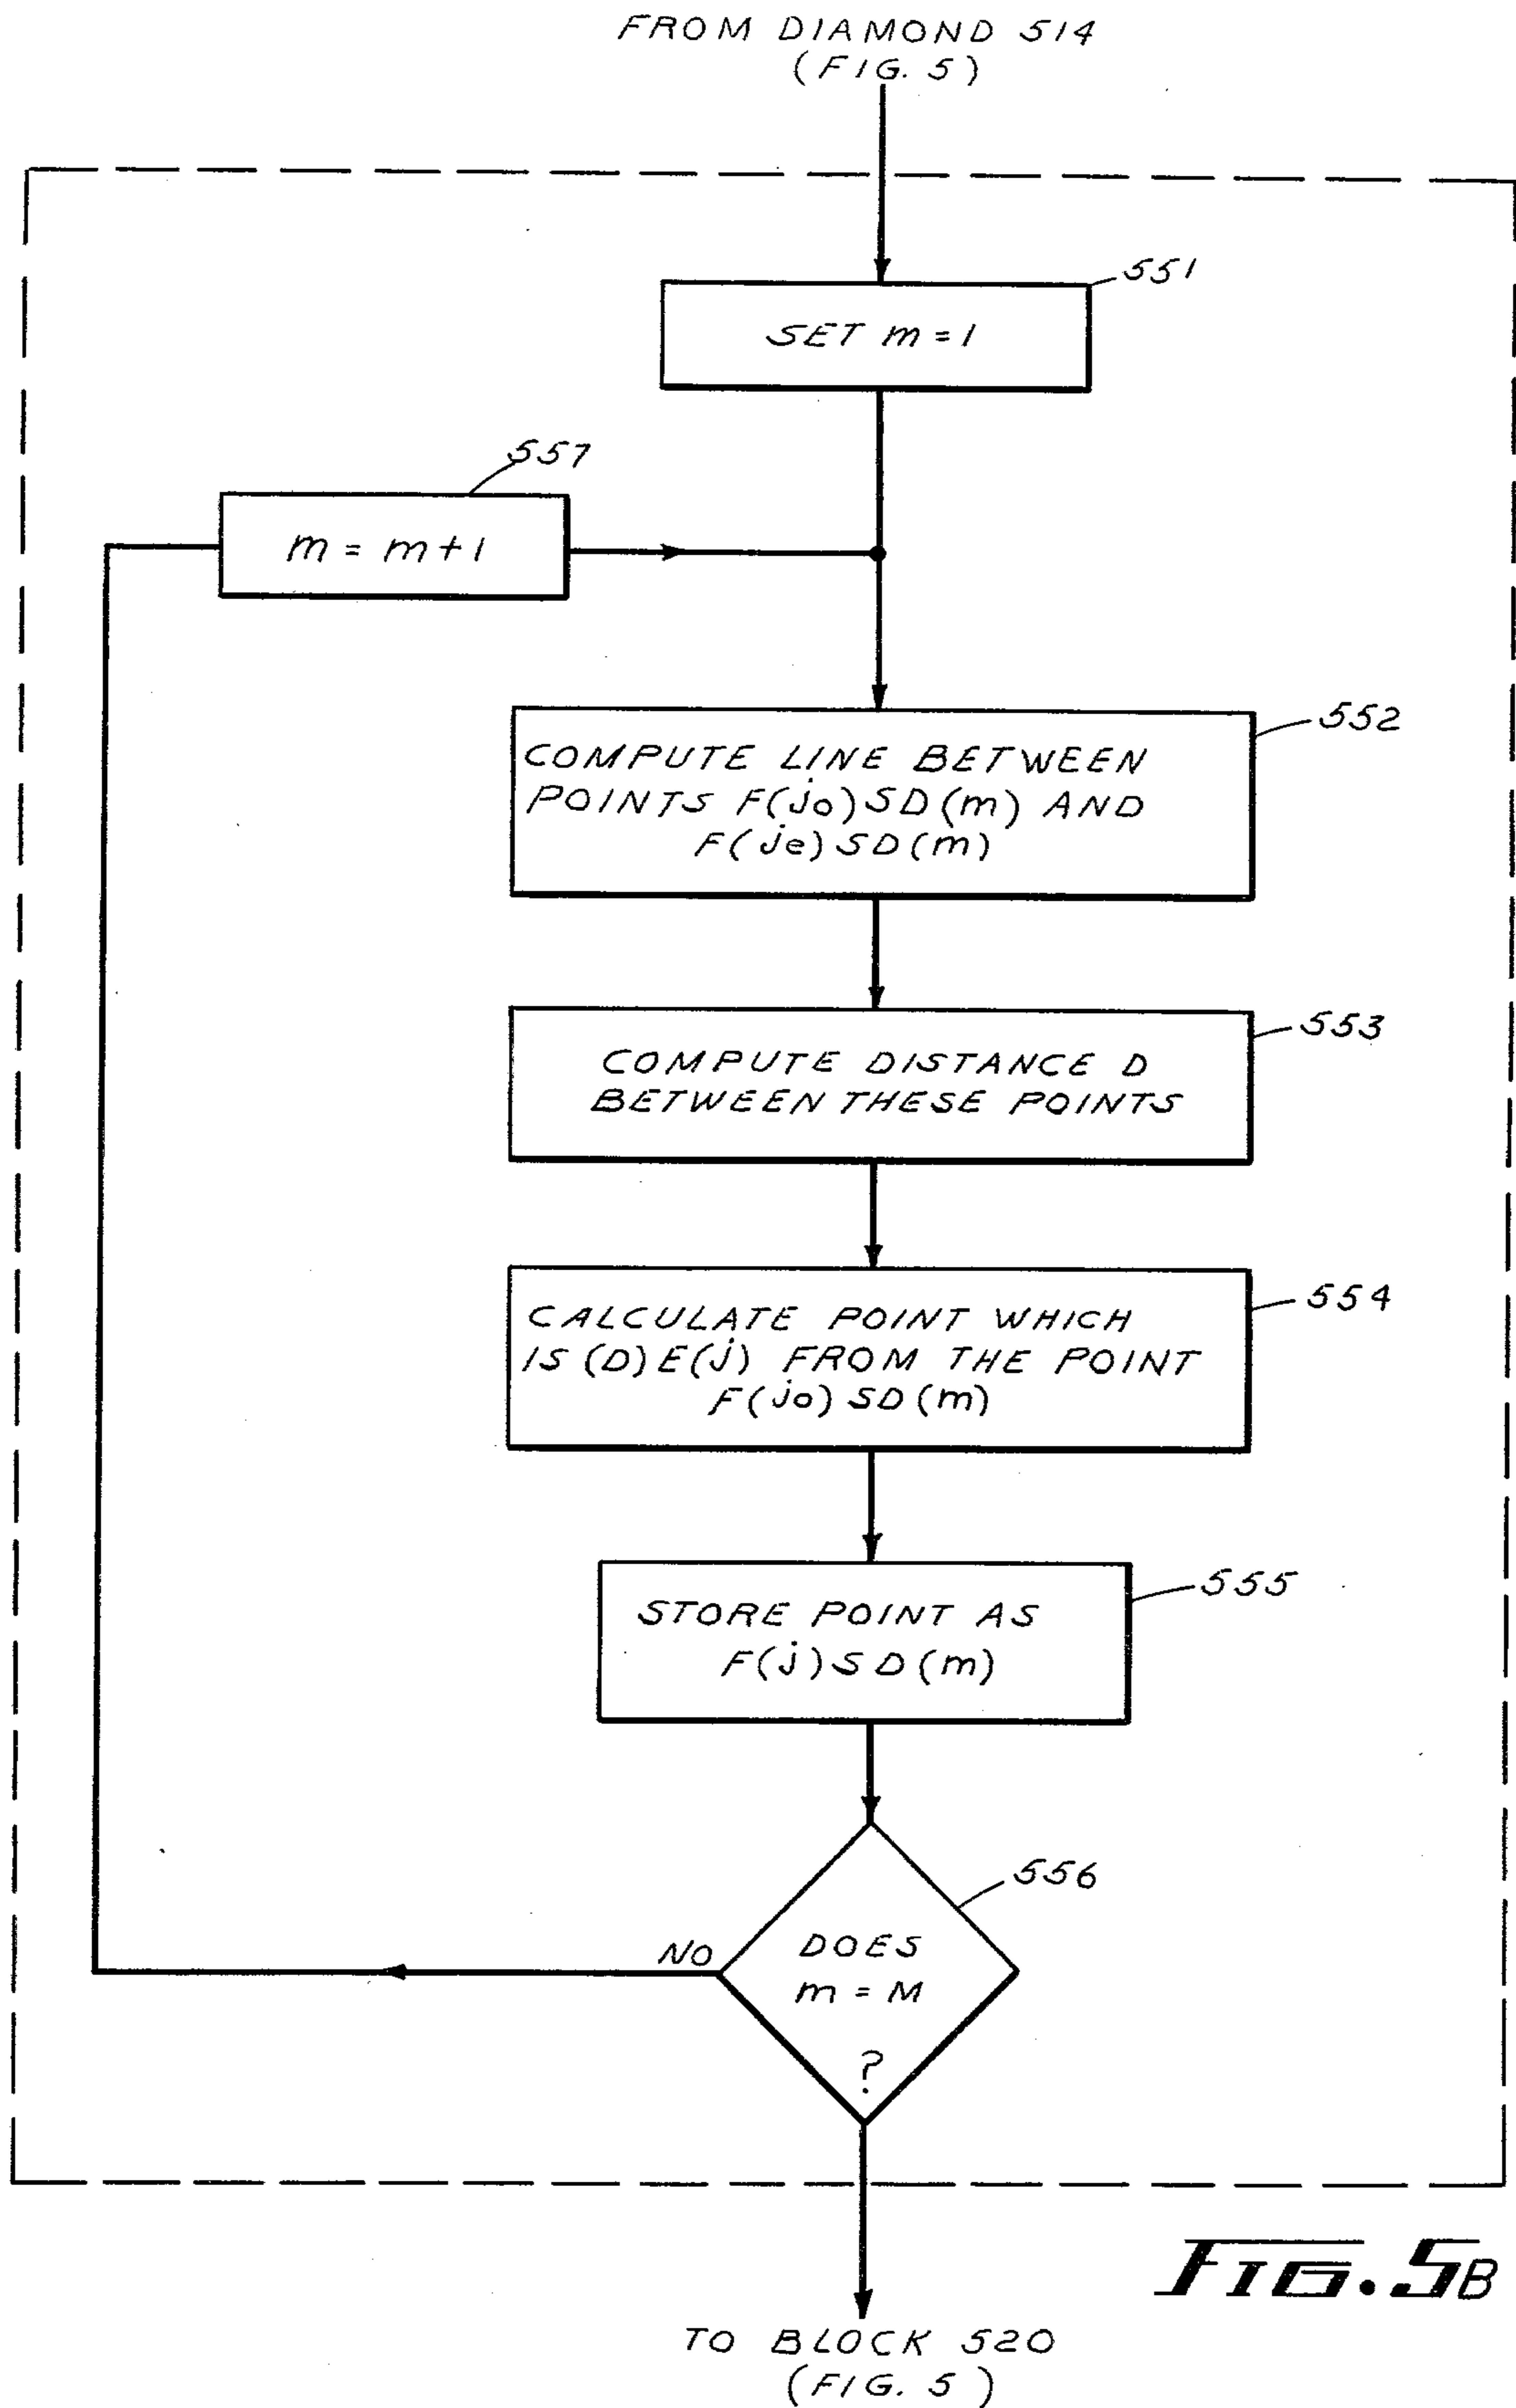 FROM DIAMOND 514
(FIG. 5)
551
SET m = 1
557
m = m + 1
552
COMPUTE LINE BETWEEN
POINTS F(jo) SD(m) AND
F(je) SD(m)
553
COMPUTE DISTANCE D
BETWEEN THESE POINTS
554
CALCULATE POINT WHICH
IS (D) E(j) FROM THE POINT
F(jo) SD(m)
555
STORE POINT AS
F(j) SD(m)
556
NO
DOES
m = M
?
FIG. 5B
TO BLOCK 520
(FIG. 5)